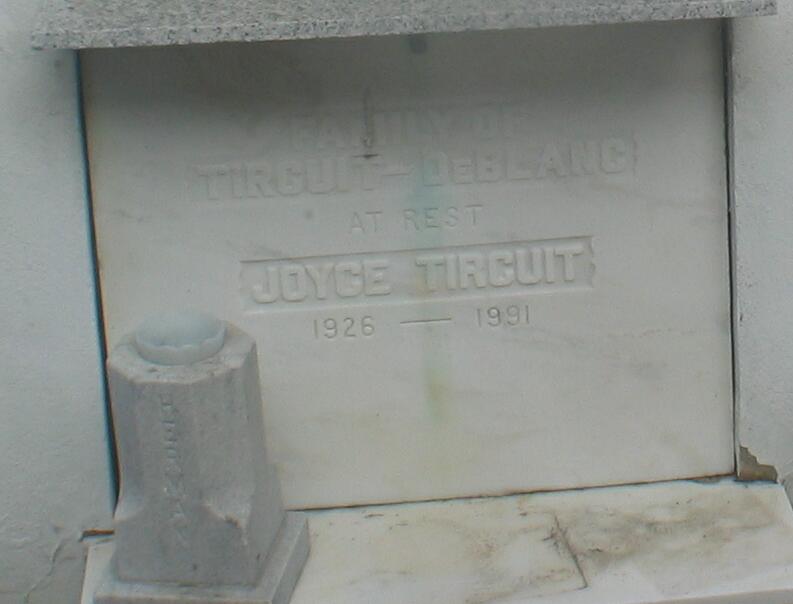 FAMILY OF
TIRCUIT-DEBLANC
AT REST
JOYCE TIRCUIT
1926 — 1991